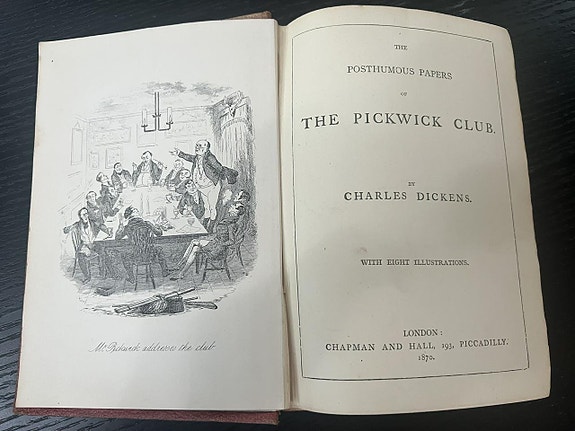 Mr. Pickwick addresses the club.
THE
POSTHUMOUS PAPERS
OF
THE PICKWICK CLUB.
BY
CHARLES DICKENS.
WITH EIGHT ILLUSTRATIONS.
LONDON:
CHAPMAN AND HALL, 193, PICCADILLY.
1870.